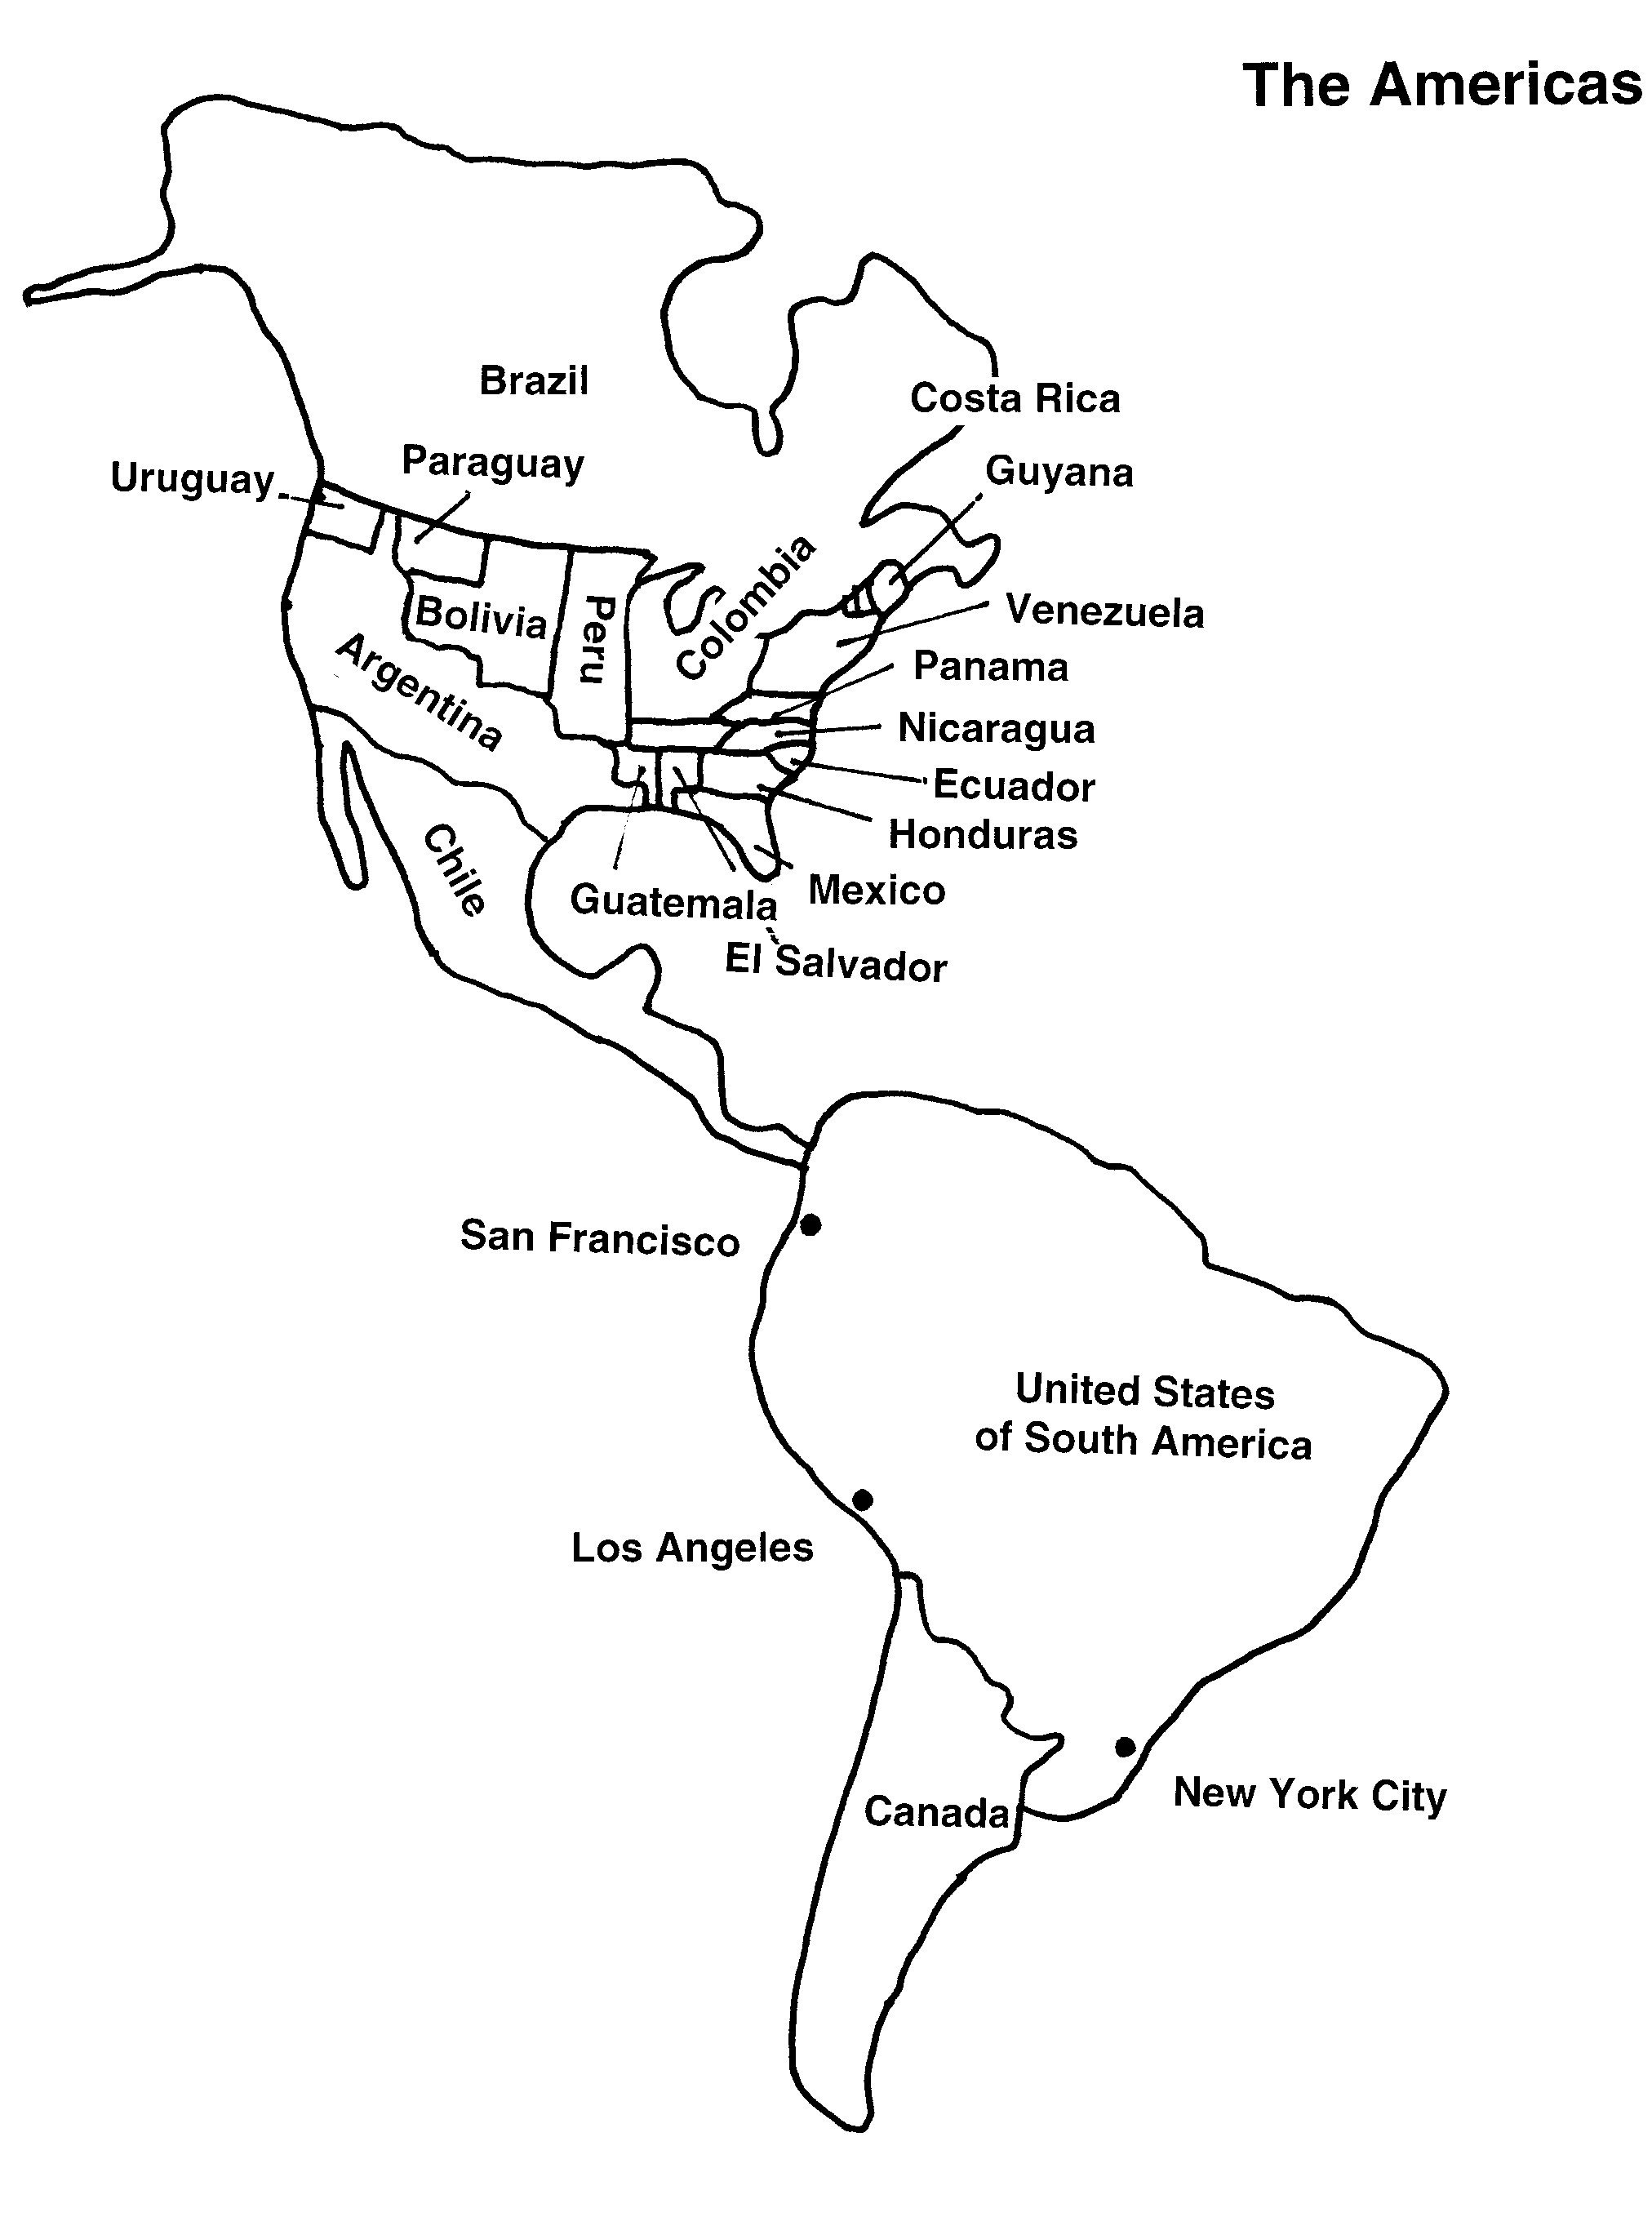 The Americas
Brazil
Costa Rica
Paraguay
Uruguay
Guyana
Colombia
Bolivia
Peru
Venezuela
Argentina
Panama
Nicaragua
Ecuador
Honduras
Chile
Guatemala
Mexico
El Salvador
San Francisco
United States
of South America
Los Angeles
New York City
Canada